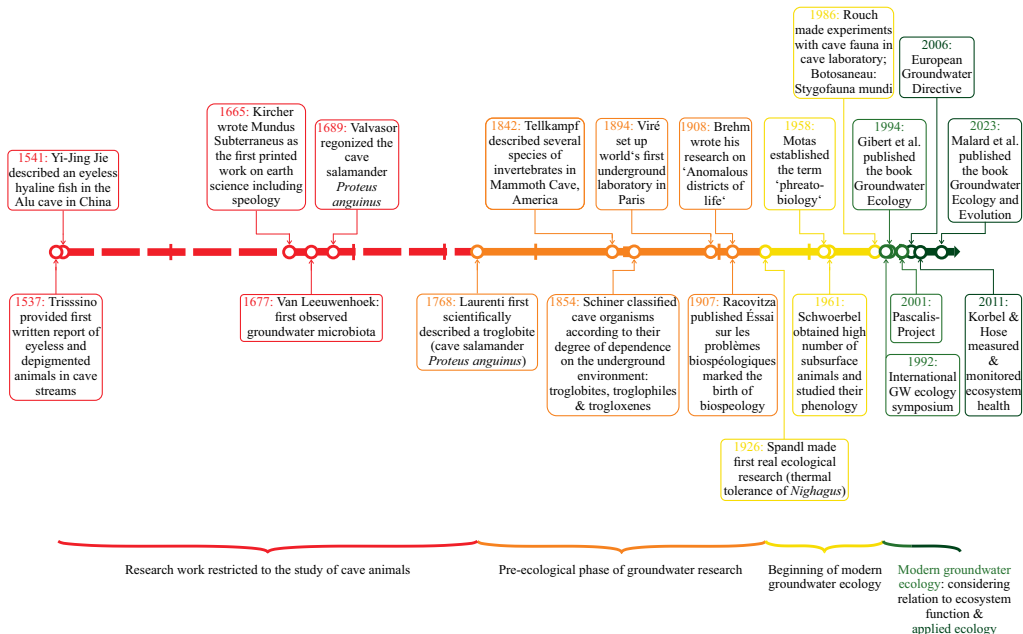 1541: Yi-Jing Jie
described an eyeless
hyaline fish in the
Alu cave in China
1537: Trisssino
provided first
written report of
eyeless and
depigmented
animals in cave
streams
1665: Kircher
wrote Mundus
Subterraneus as
the first printed
work on earth
science including
speology
1677: Van Leeuwenhoek:
first observed
groundwater microbiota
1689: Valvasor
regonized the
cave
salamander
Proteus
anguinus
1768: Laurenti first
scientifically
described a troglobite
(cave salamander
Proteus anguinus)
1842: Tellkampf
described several
species of
invertebrates in
Mammoth Cave,
America
1854: Schiner classified
cave organisms
according to their
degree of dependence
on the underground
environment:
troglobites, troglophiles
& trogloxenes
1894: Viré
set up
world‘s first
underground
laboratory in
Paris
1907: Racovitza
published Éssai
sur les
problèmes
biospéologiques
marked the
birth of
biospeology
1908: Brehm
wrote his
research on
‘Anomalous
districts of
life‘
1926: Spandl made
first real ecological
research (thermal
tolerance of Nighagus)
1958:
Motas
established
the term
‘phreato-
biology‘
1961:
Schwoerbel
obtained high
number of
subsurface
animals and
studied their
phenology
1986: Rouch
made experiments
with cave fauna in
cave laboratory;
Botosaneau:
Stygofauna mundi
1992:
International
GW ecology
symposium
1994:
Gibert et al.
published
the book
Groundwater
Ecology
2001:
Pascalis-
Project
2006:
European
Groundwater
Directive
2011:
Korbel &
Hose
measured
&
monitored
ecosystem
health
2023:
Malard et al.
published the
book
Groundwater
Ecology and
Evolution
Research work restricted to the study of cave animals
Pre-ecological phase of groundwater research
Beginning of modern
groundwater ecology
Modern groundwater
ecology: considering
relation to ecosystem
function &
applied ecology